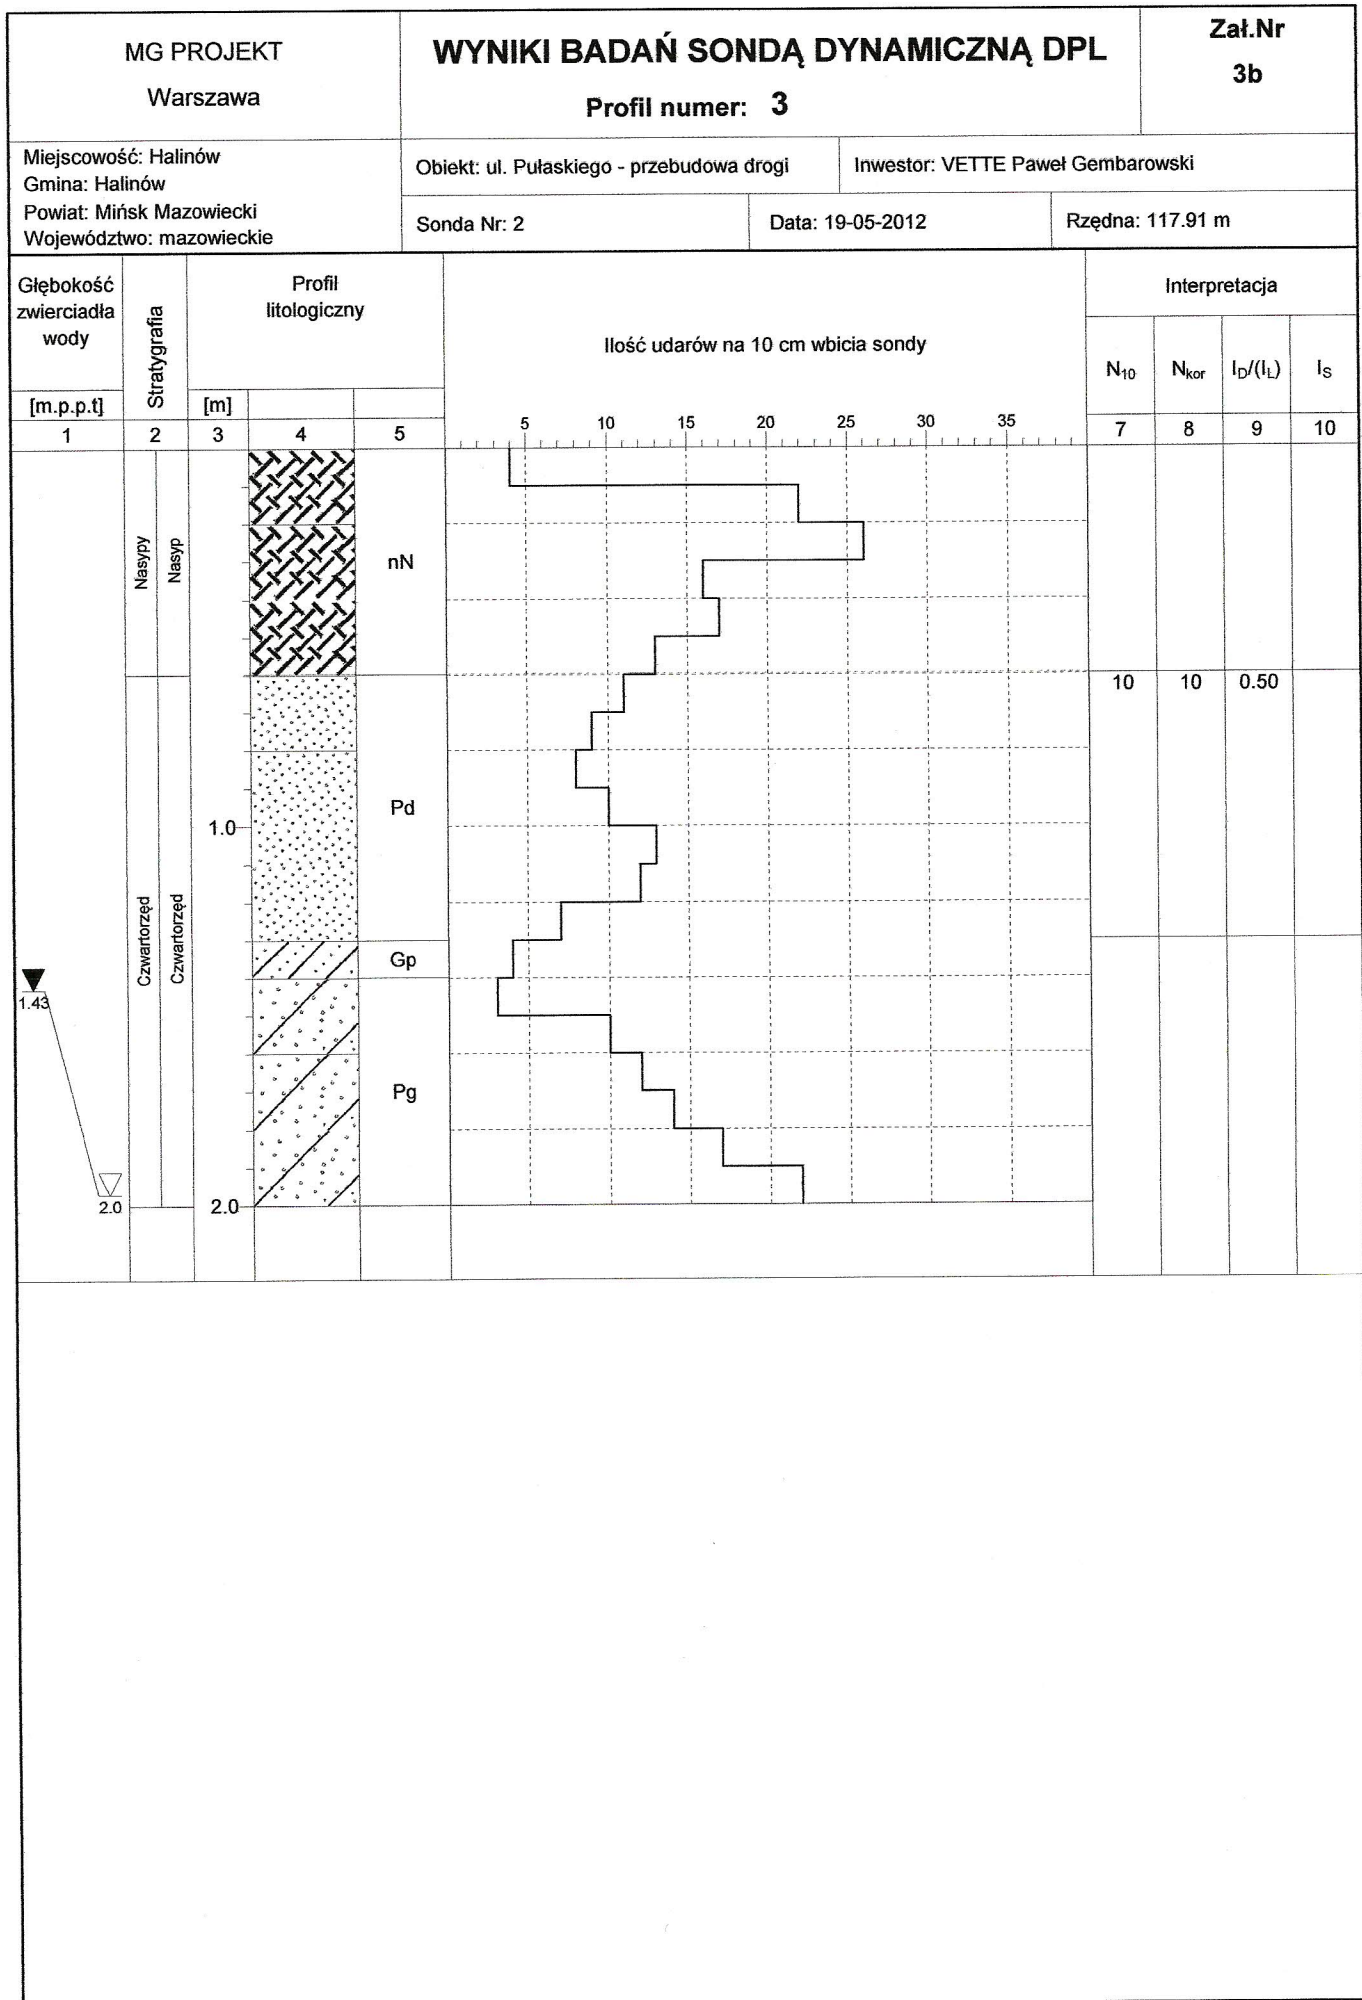 MG PROJEKT
Warszawa
WYNIKI BADAŃ SONDĄ DYNAMICZNĄ DPL
Profil numer: 3
Zał.Nr
3b
Miejscowość: Halinów
Gmina: Halinów
Powiat: Mińsk Mazowiecki
Województwo: mazowieckie
Obiekt: ul. Pułaskiego - przebudowa drogi
Inwestor: VETTE Paweł Gembarowski
Sonda Nr: 2
Data: 19-05-2012
Rzędna: 117.91 m
Głębokość
zwierciadła
wody
[m.p.p.t]
Stratygrafia
Profil
litologiczny
[m]
Ilość udarów na 10 cm wbicia sondy
Interpretacja
N10
Nkor
ID/(IL)
IS
1 2 3 4 5
5 10 15 20 25 30 35
7 8 9 10
Nasypy
Nasyp
nN
10 10 0.50
Pd
1.0
Czwartorzęd
Czwartorzęd
Gp
1.43
Pg
2.0
2.0